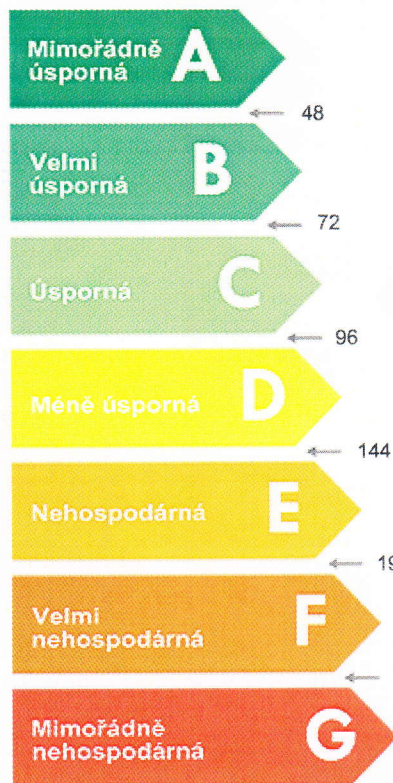 Mimořádně
úsporná
A
48
Velmi
úsporná
B
72
Úsporná
C
96
Méně úsporná
D
144
Nehospodárná
E
Velmi
nehospodárná
F
Mimořádně
nehospodárná
G